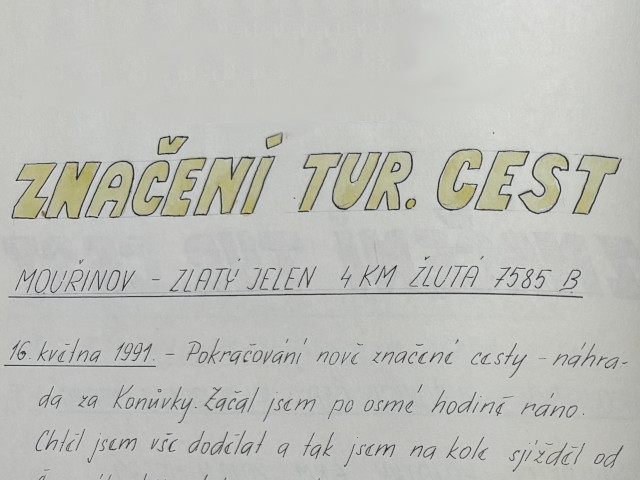 ZNAČENÍ TUR. CEST
MOUŘINOV - ZLATÝ JELEN 4 KM ŽLUTÁ 7585 B
16. května 1991. - Pokračování nově značené cesty - náhra-
da za Konůvky. Začal jsem po osmé hodině ráno.
Chtěl jsem vše dodělat a tak jsem na kole sjížděl od